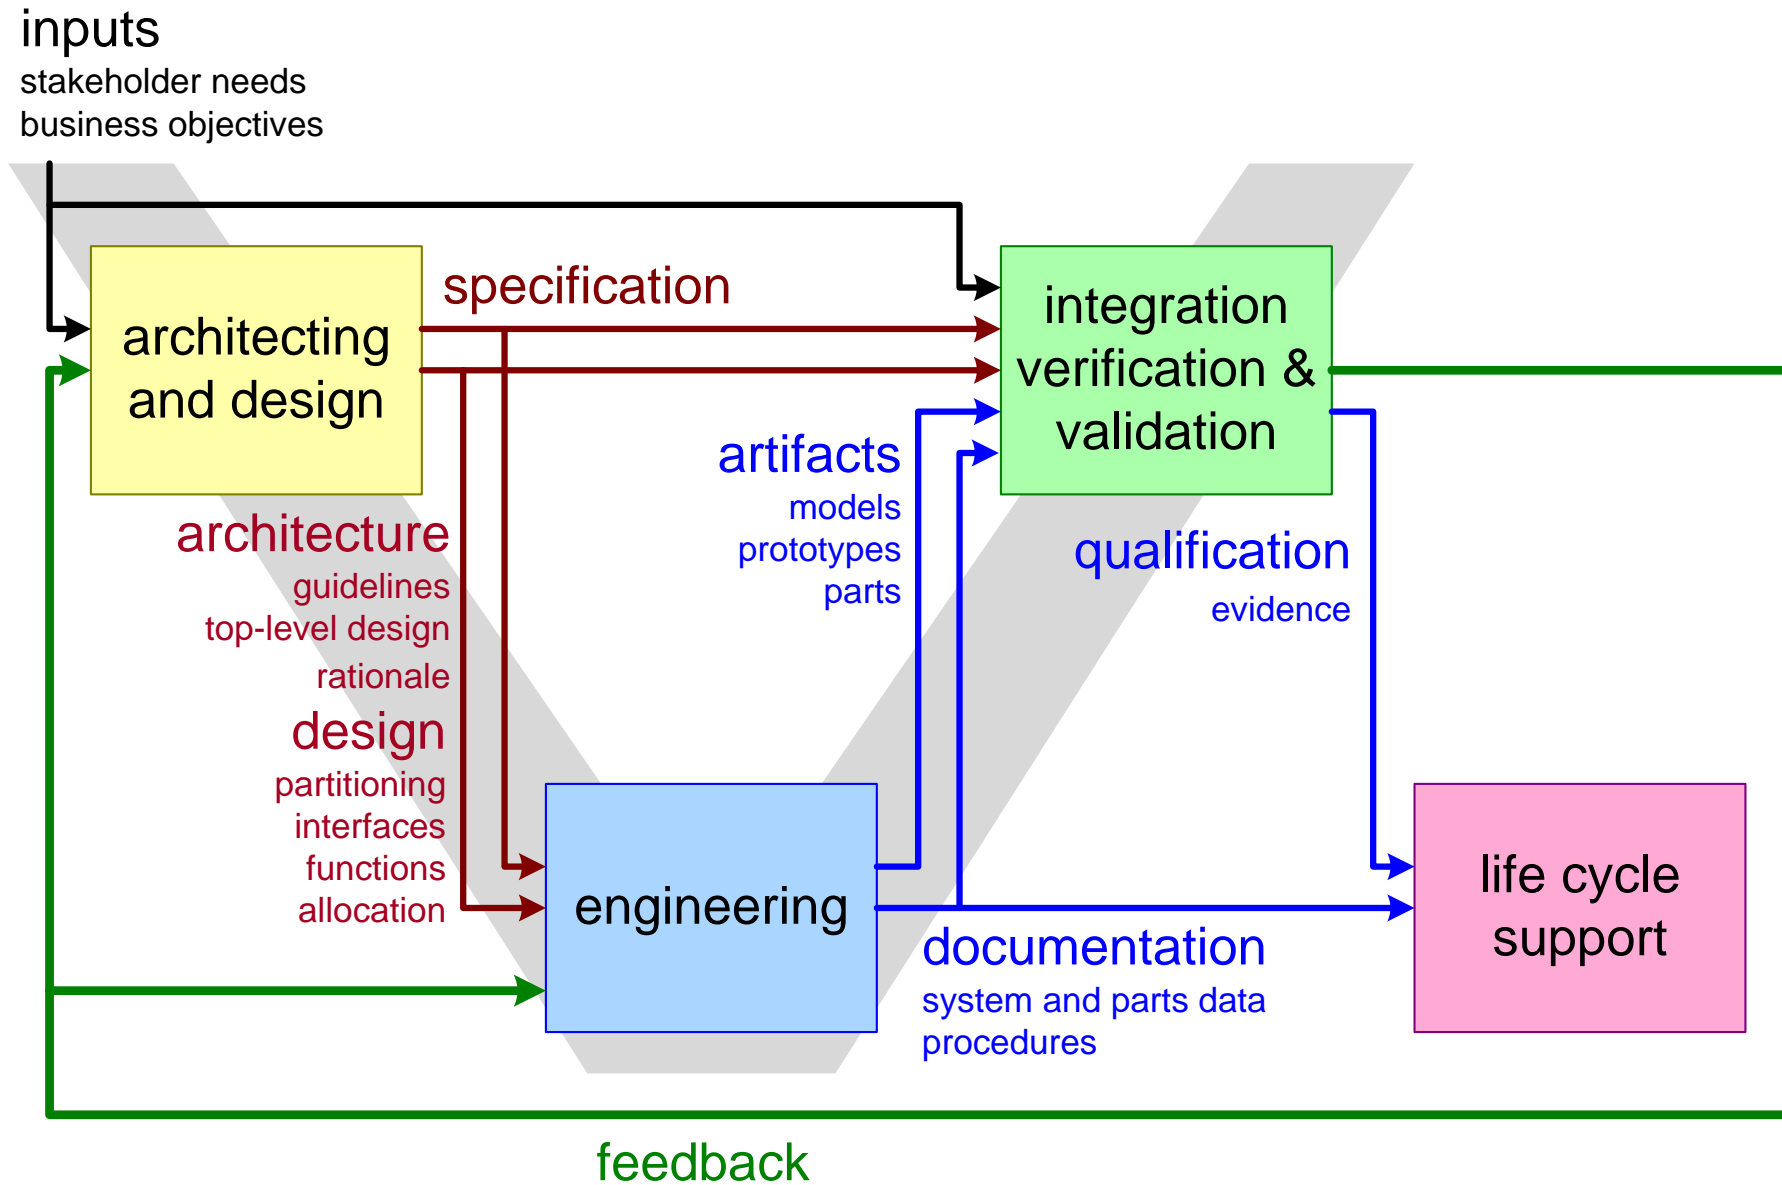 inputs
stakeholder needs
business objectives
architecting
and design
specification
integration
verification &
validation
architecture
guidelines
top-level design
rationale
design
partitioning
interfaces
functions
allocation
artifacts
models
prototypes
parts
qualification
evidence
engineering
documentation
system and parts data
procedures
life cycle
support
feedback